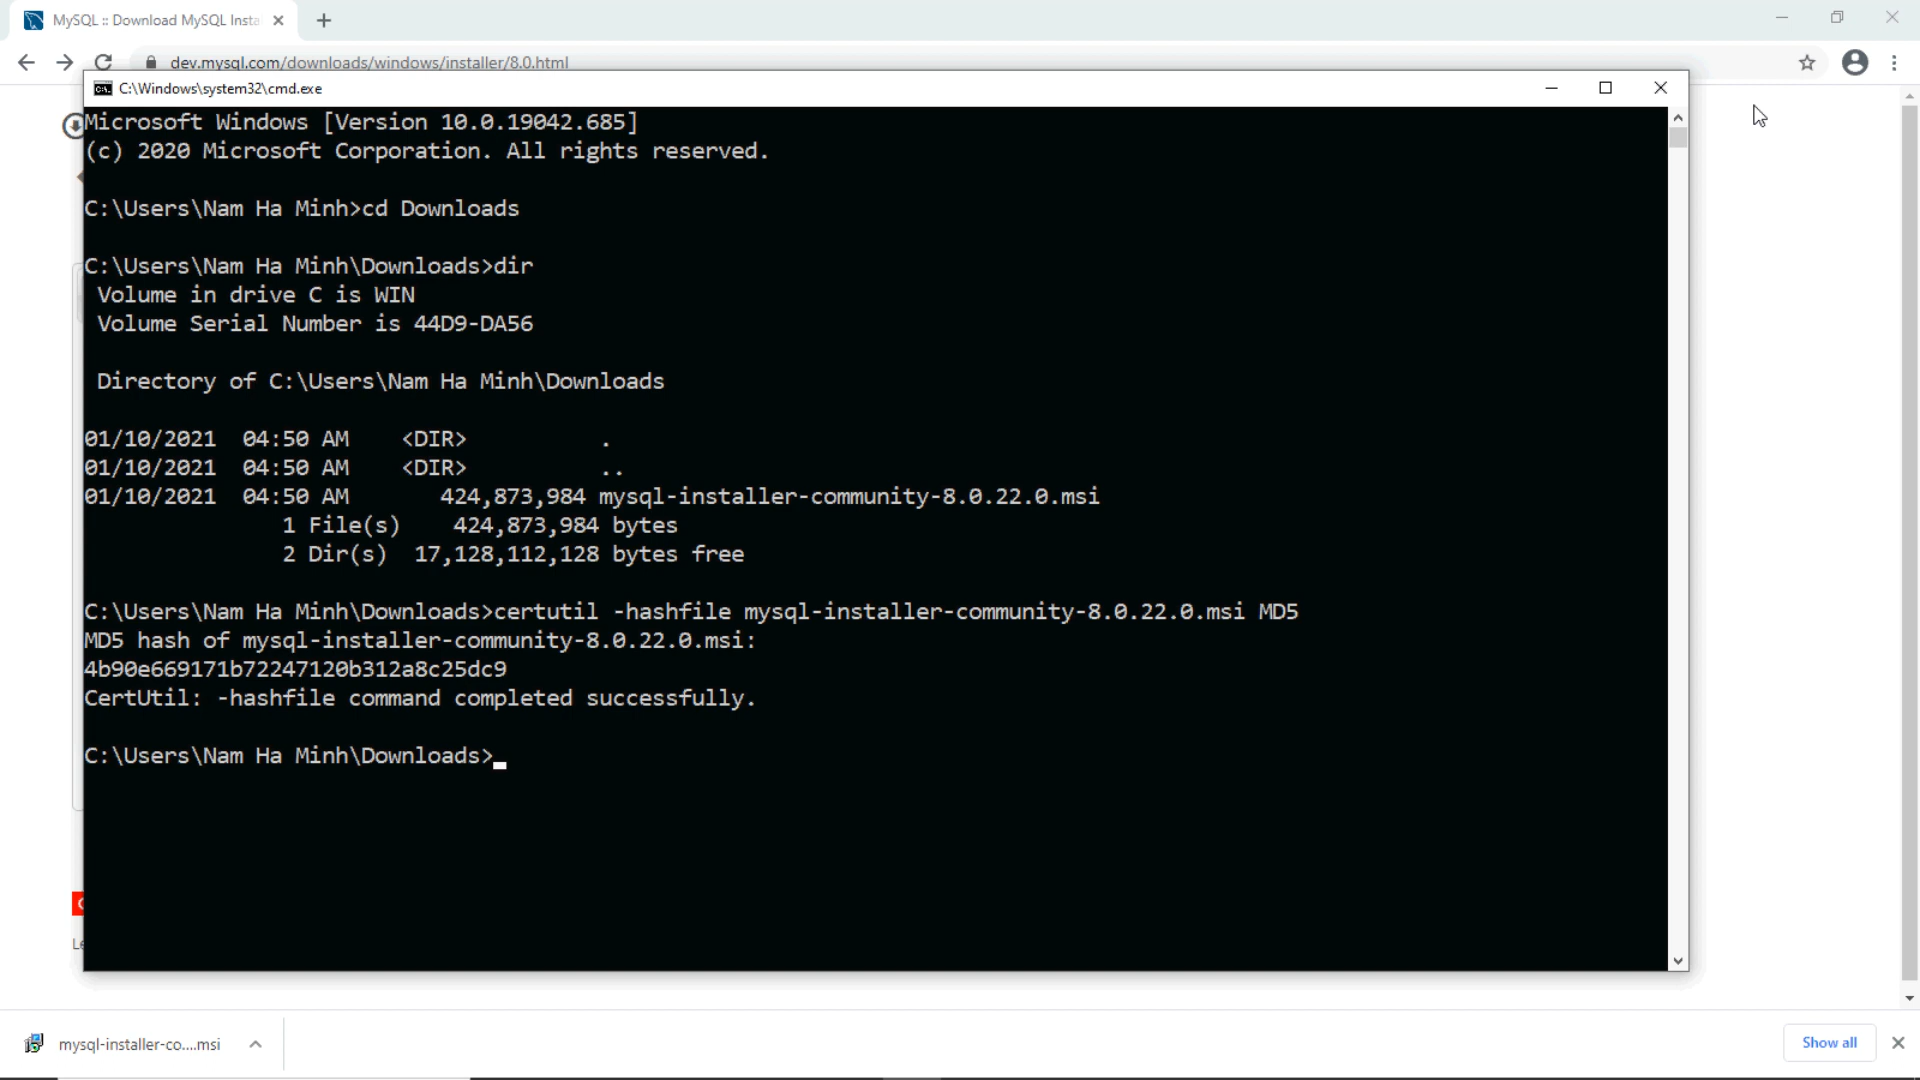 MySQL :: Download MySQL Insta
dev.mysql.com/downloads/windows/installer/8.0.html
C:\Windows\system32\cmd.exe
Microsoft Windows [Version 10.0.19042.685]
(c) 2020 Microsoft Corporation. All rights reserved.
C:\Users\Nam Ha Minh>cd Downloads
C:\Users\Nam Ha Minh\Downloads>dir
Volume in drive C is WIN
Volume Serial Number is 44D9-DA56
Directory of C:\Users\Nam Ha Minh\Downloads
01/10/2021  04:50 AM    <DIR>          .
01/10/2021  04:50 AM    <DIR>          ..
01/10/2021  04:50 AM       424,873,984 mysql-installer-community-8.0.22.0.msi
1 File(s)    424,873,984 bytes
2 Dir(s)  17,128,112,128 bytes free
C:\Users\Nam Ha Minh\Downloads>certutil -hashfile mysql-installer-community-8.0.22.0.msi MD5
MD5 hash of mysql-installer-community-8.0.22.0.msi:
4b90e669171b72247120b312a8c25dc9
CertUtil: -hashfile command completed successfully.
C:\Users\Nam Ha Minh\Downloads>
Le
mysql-installer-co....msi
Show all